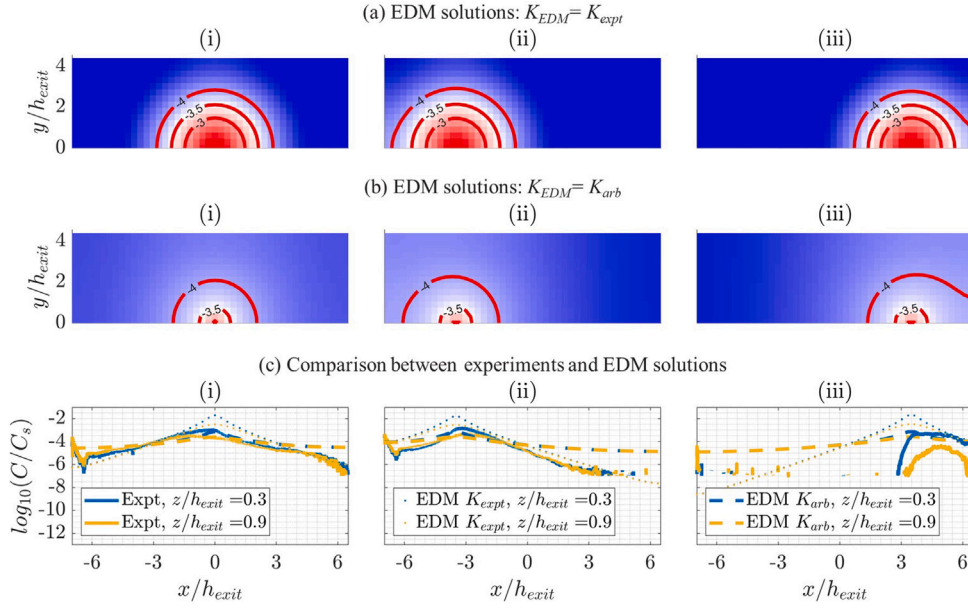 (a) EDM solutions: K_EDM = K_expt
(i) (ii) (iii)
y/h_exit
4
2
0
-4
-3.5
-3
-4
-3.5
-3
-4
-3.5
-3
(b) EDM solutions: K_EDM = K_arb
(i) (ii) (iii)
y/h_exit
4
2
0
-4
-3.5
-4
-3.5
-4
-3.5
(c) Comparison between experiments and EDM solutions
(i) (ii) (iii)
log10(C/Cs)
-2
-4
-6
-8
-10
-12
Expt, z/h_exit =0.3
Expt, z/h_exit =0.9
EDM K_expt, z/h_exit =0.3
EDM K_expt, z/h_exit =0.9
EDM K_arb, z/h_exit =0.3
EDM K_arb, z/h_exit =0.9
-6 -3 0 3 6
-6 -3 0 3 6
-6 -3 0 3 6
x/h_exit x/h_exit x/h_exit